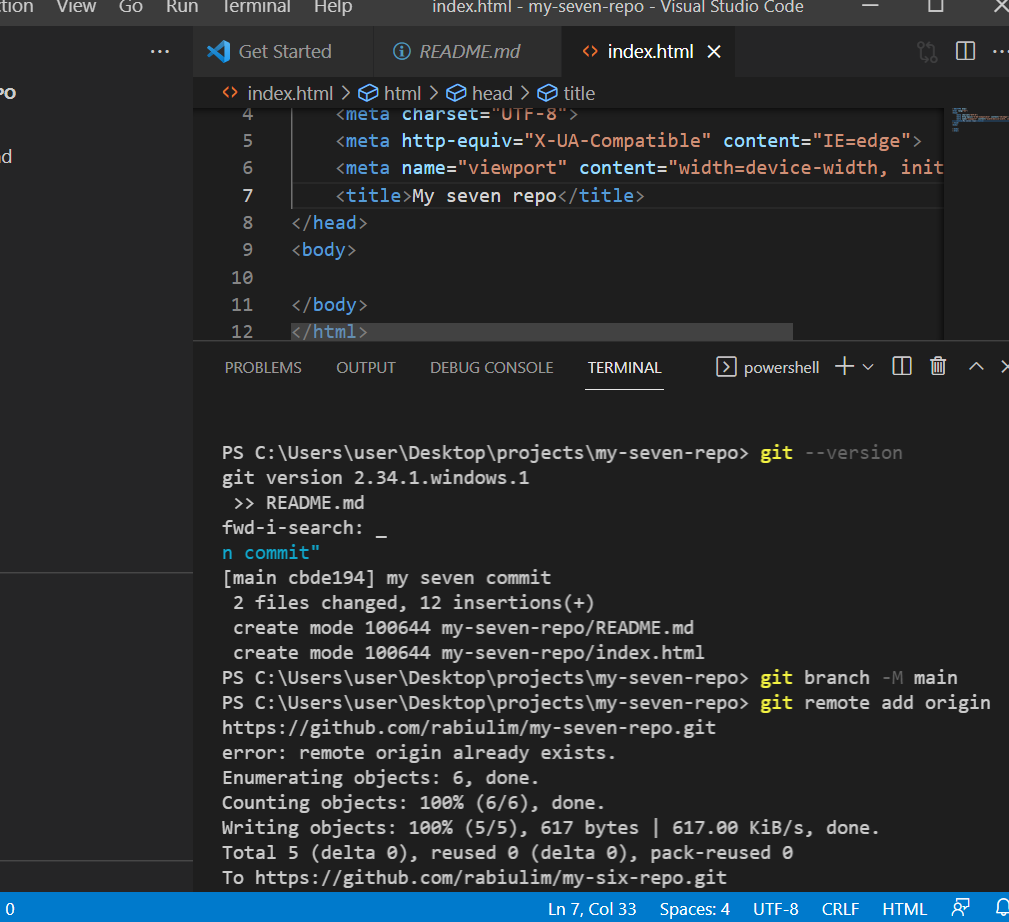 ction View Go Run Terminal Help index.html - my-seven-repo - Visual Studio Code
Get Started README.md index.html
PO
index.html > html > head > title
4 <meta charset="UTF-8">
5 <meta http-equiv="X-UA-Compatible" content="IE=edge">
d
6 <meta name="viewport" content="width=device-width, init
7 <title>My seven repo</title>
8 </head>
9 <body>
10
11 </body>
12 </html>
PROBLEMS OUTPUT DEBUG CONSOLE TERMINAL powershell
PS C:\Users\user\Desktop\projects\my-seven-repo> git --version
git version 2.34.1.windows.1
>> README.md
fwd-i-search: _
n commit"
[main cbde194] my seven commit
2 files changed, 12 insertions(+)
create mode 100644 my-seven-repo/README.md
create mode 100644 my-seven-repo/index.html
PS C:\Users\user\Desktop\projects\my-seven-repo> git branch -M main
PS C:\Users\user\Desktop\projects\my-seven-repo> git remote add origin
https://github.com/rabiulim/my-seven-repo.git
error: remote origin already exists.
Enumerating objects: 6, done.
Counting objects: 100% (6/6), done.
Writing objects: 100% (5/5), 617 bytes | 617.00 KiB/s, done.
Total 5 (delta 0), reused 0 (delta 0), pack-reused 0
To https://github.com/rabiulim/my-six-repo.git
0 Ln 7, Col 33 Spaces: 4 UTF-8 CRLF HTML